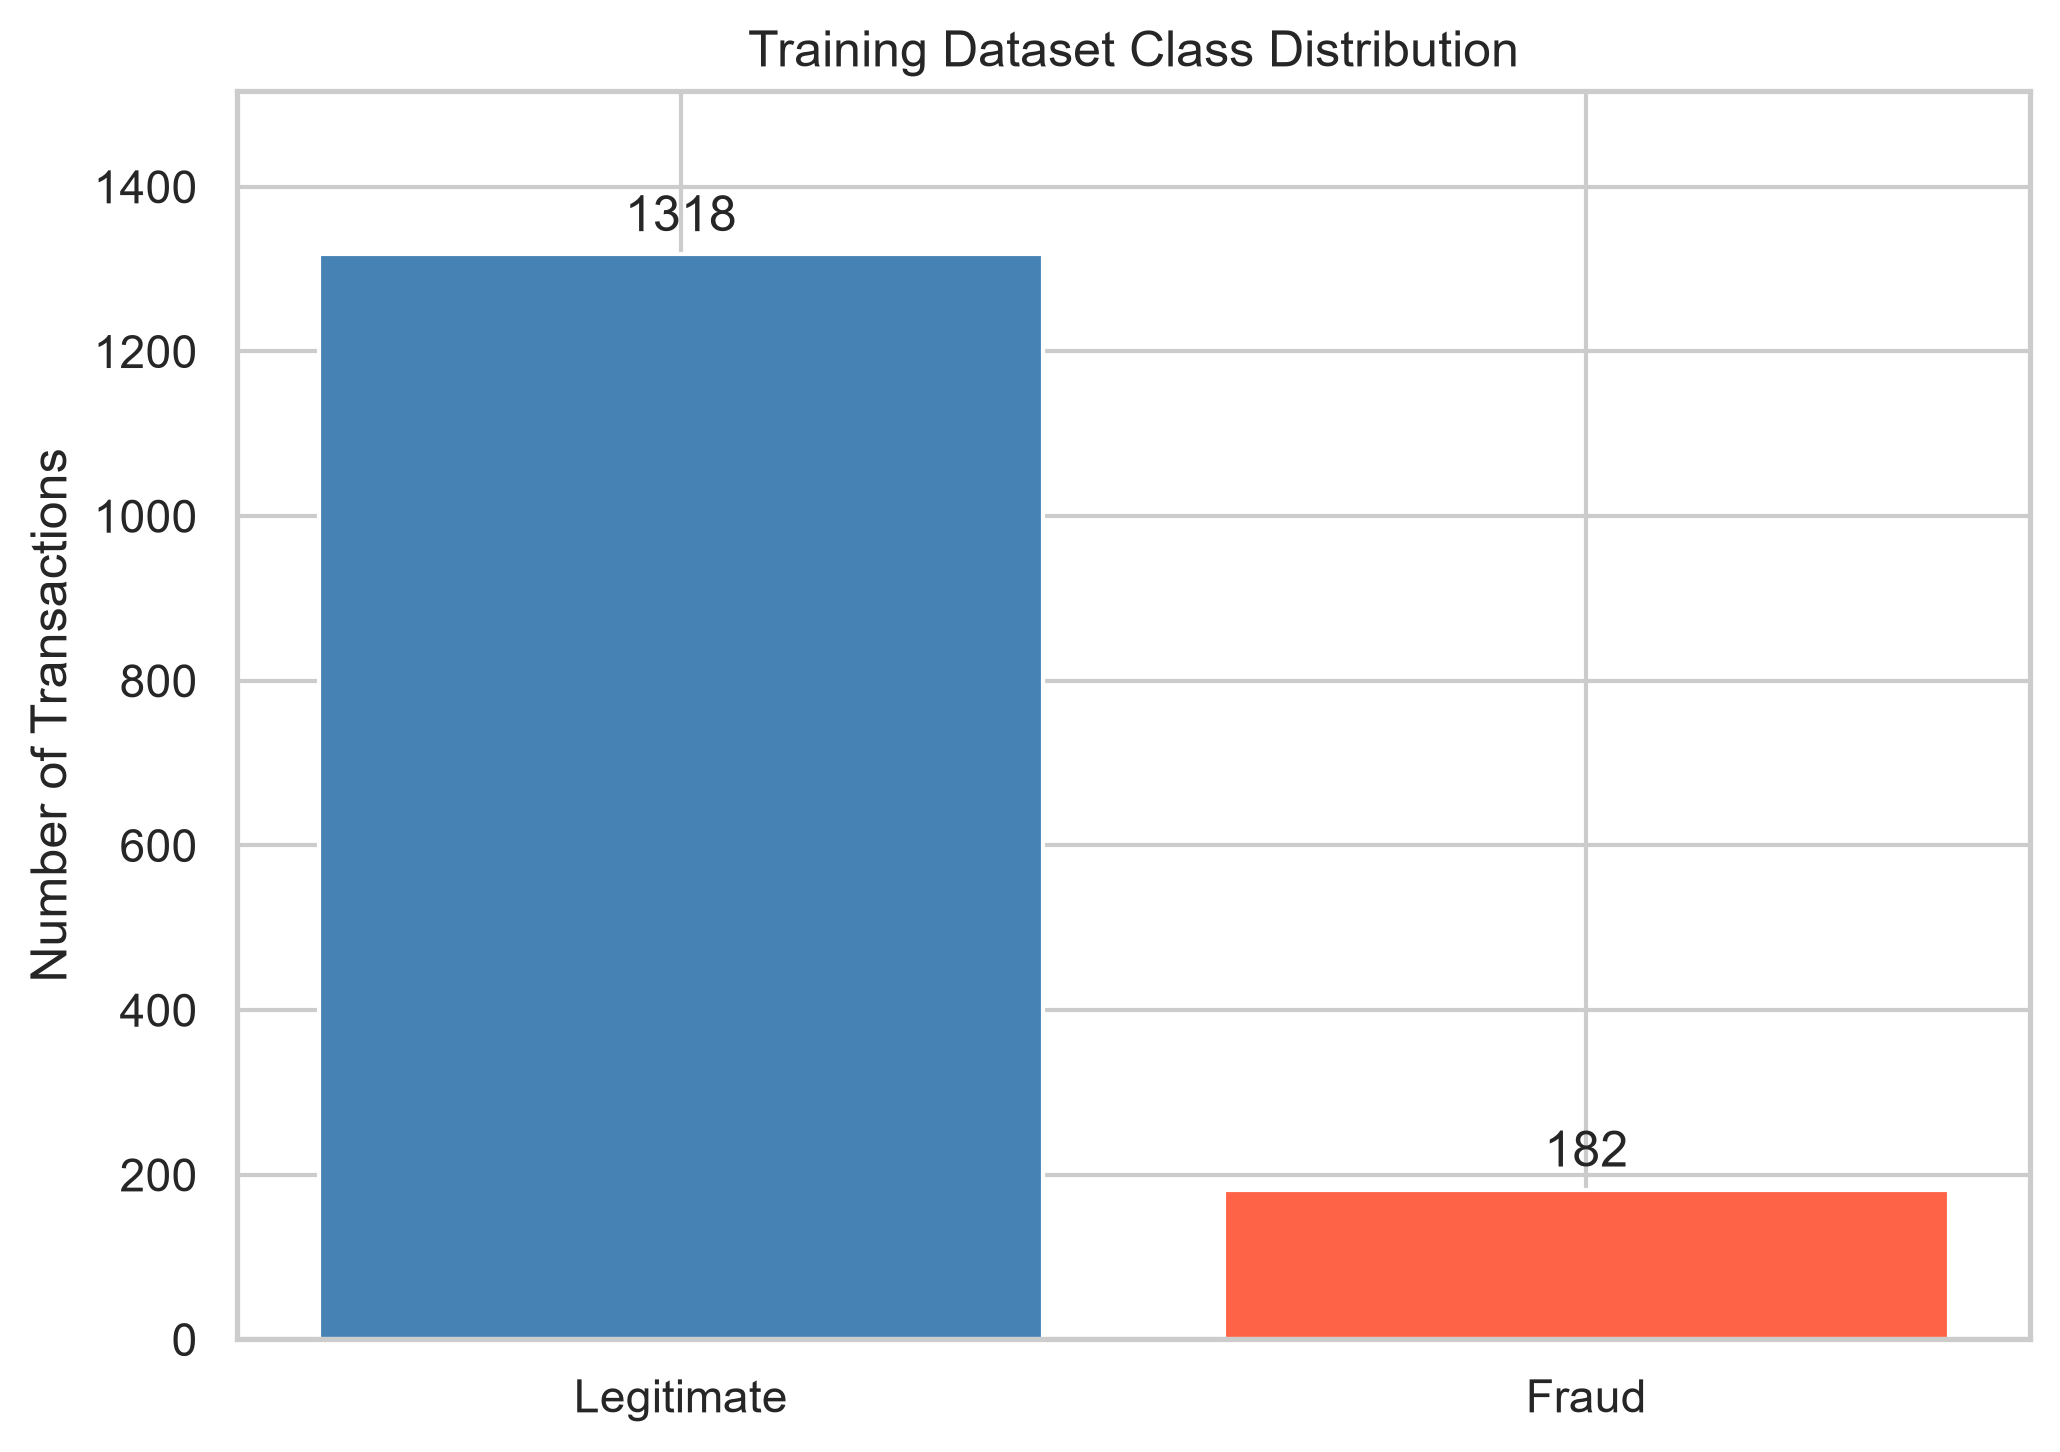 Training Dataset Class Distribution
Number of Transactions
1400
1200
1000
800
600
400
200
0
1318
182
Legitimate
Fraud